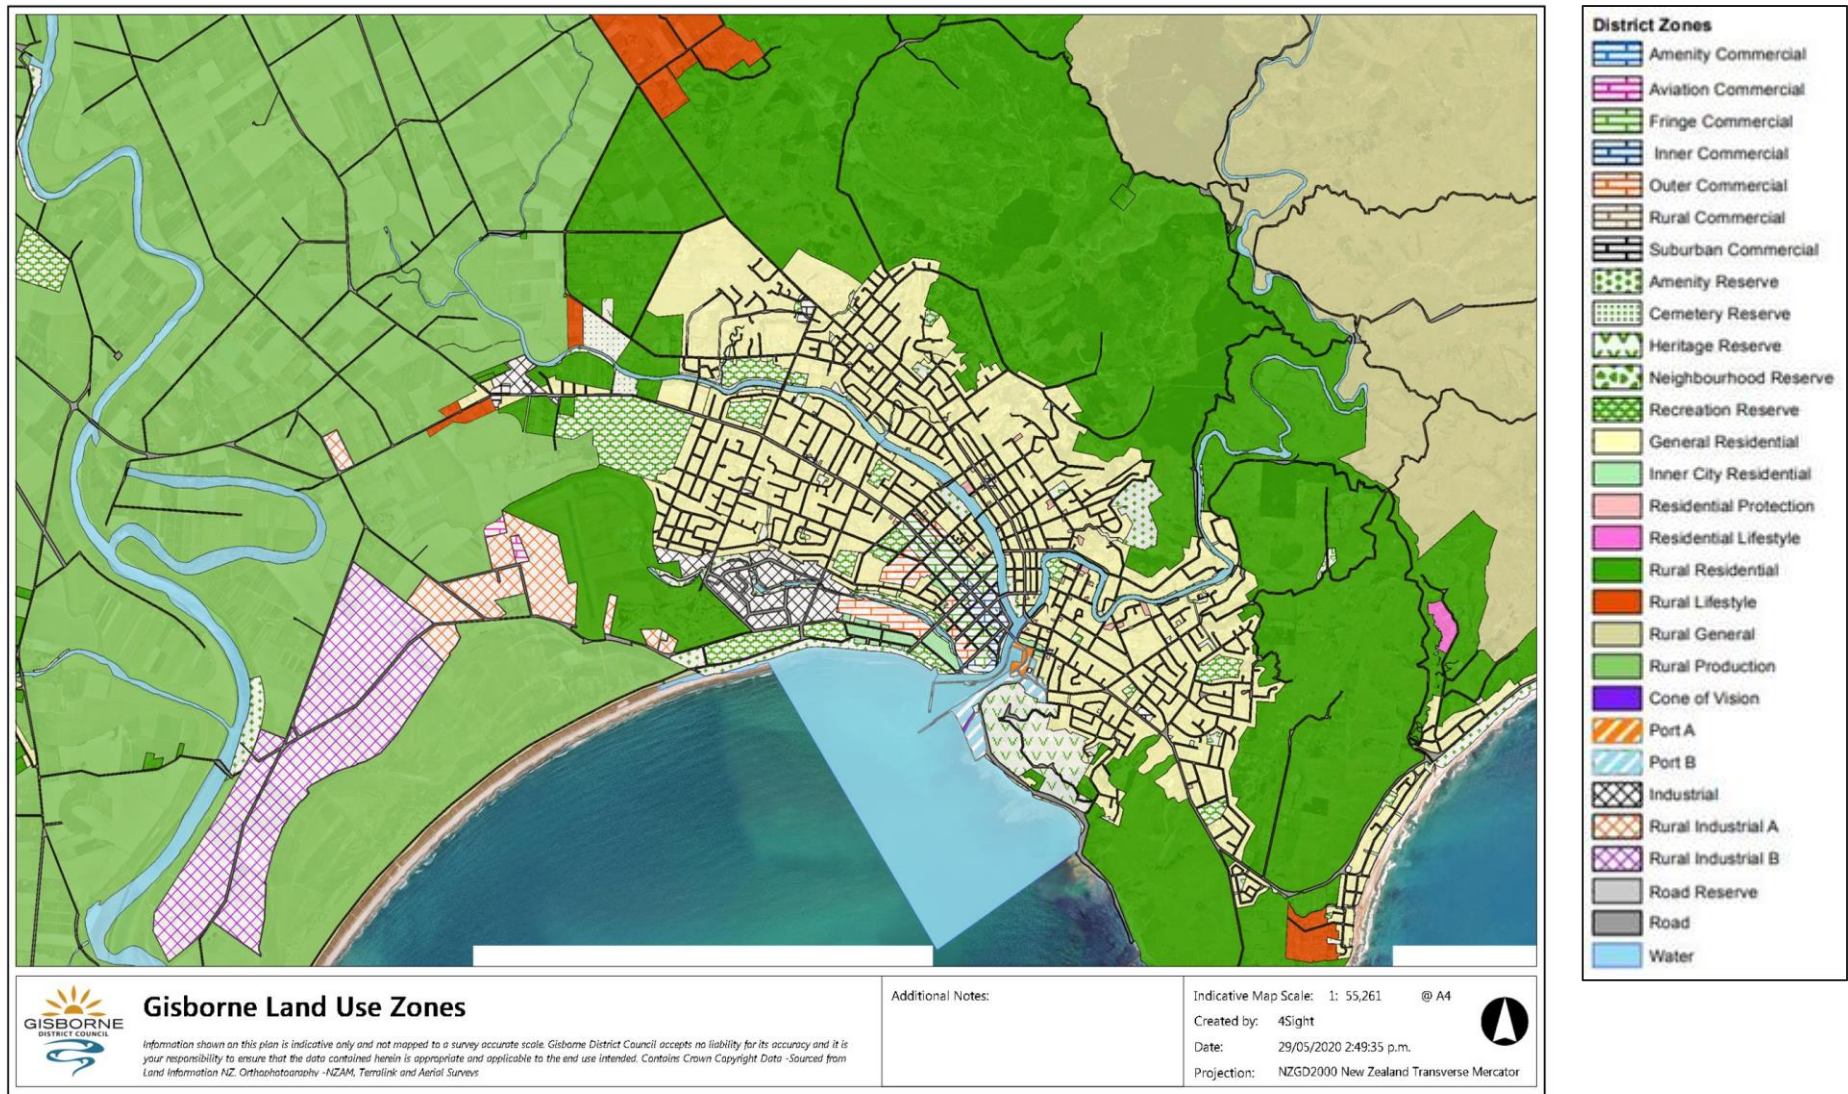 District Zones
Amenity Commercial
Aviation Commercial
Fringe Commercial
Inner Commercial
Outer Commercial
Rural Commercial
Suburban Commercial
Amenity Reserve
Cemetery Reserve
Heritage Reserve
Neighbourhood Reserve
Recreation Reserve
General Residential
Inner City Residential
Residential Protection
Residential Lifestyle
Rural Residential
Rural Lifestyle
Rural General
Rural Production
Cone of Vision
Port A
Port B
Industrial
Rural Industrial A
Rural Industrial B
Road Reserve
Road
Water
GISBORNE
DISTRICT COUNCIL
Gisborne Land Use Zones
Information shown on this plan is indicative only and not mapped to a survey accurate scale. Gisborne District Council accepts no liability for its accuracy and it is
your responsibility to ensure that the data contained herein is appropriate and applicable to the end use intended. Contains Crown Copyright Data -Sourced from
Land Information NZ. Orthophotography -NZAM, Terralink and Aerial Surveys
Additional Notes:
Indicative Map Scale: 1: 55,261 @ A4
Created by: 4Sight
Date: 29/05/2020 2:49:35 p.m.
Projection: NZGD2000 New Zealand Transverse Mercator